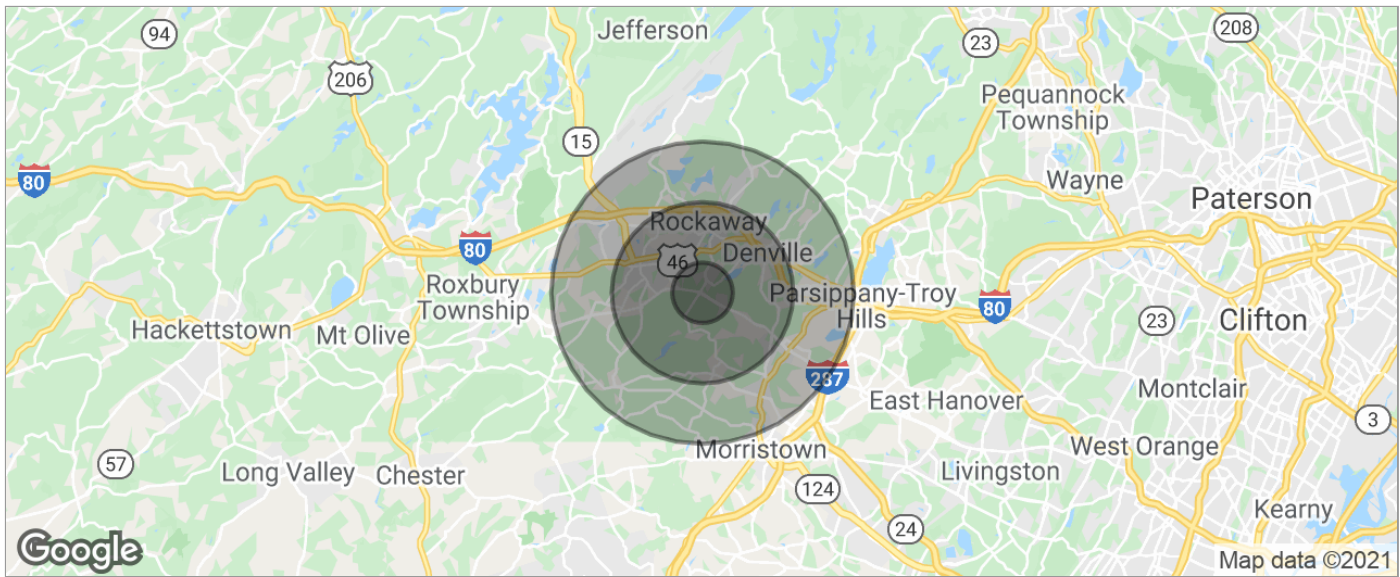 94
Jefferson
23
208
206
Pequannock
Township
15
80
Wayne
Paterson
Rockaway
80
46
Denville
Roxbury
Township
Parsippany-Troy
Hills
80
23
Clifton
Hackettstown
Mt Olive
287
Montclair
East Hanover
3
Morristown
West Orange
57
Long Valley
Chester
Livingston
124
Kearny
24
Google
Map data ©2021